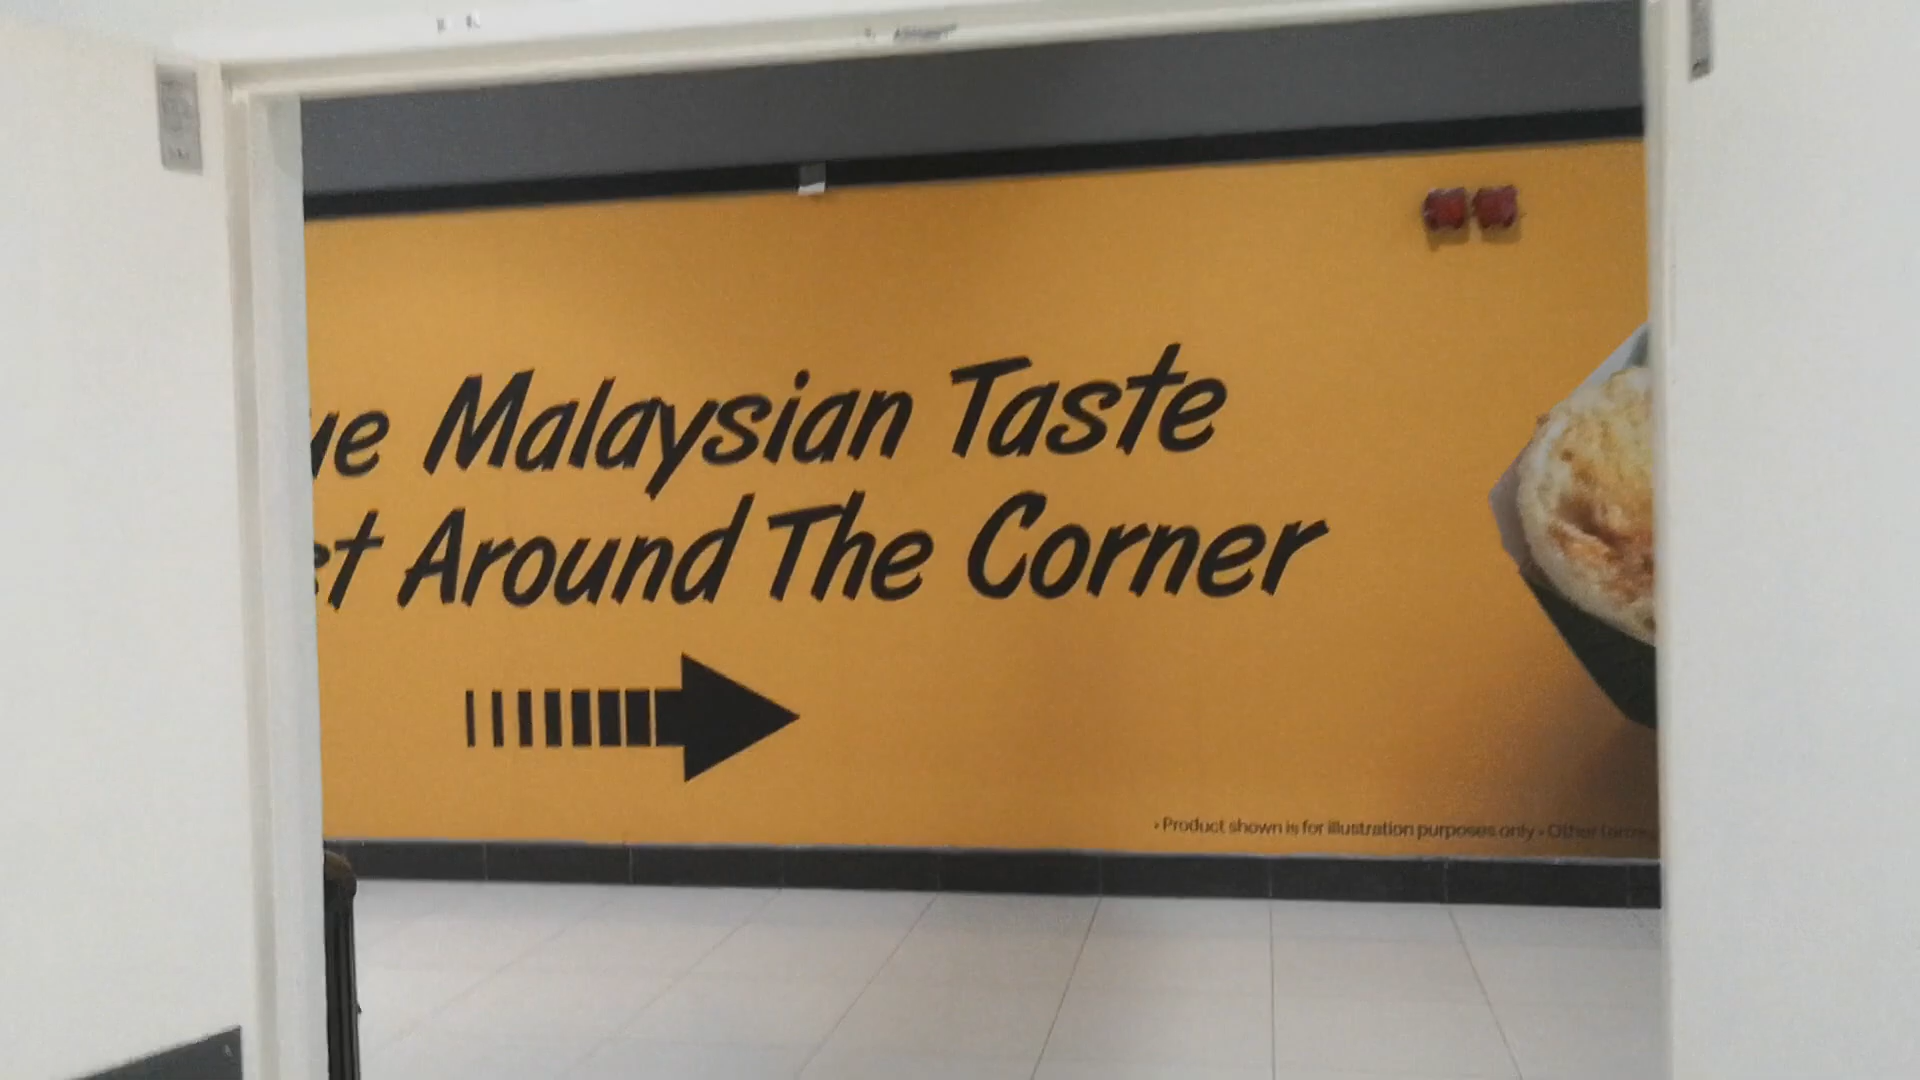 ue Malaysian Taste
st Around The Corner
• Product shown is for illustration purposes only • Other